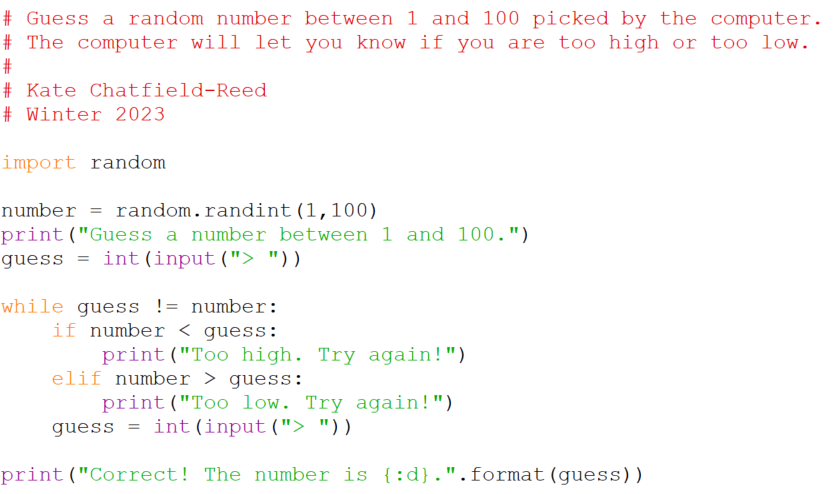 # Guess a random number between 1 and 100 picked by the computer.
# The computer will let you know if you are too high or too low.
#
# Kate Chatfield-Reed
# Winter 2023

import random

number = random.randint(1,100)
print("Guess a number between 1 and 100.")
guess = int(input("> "))

while guess != number:
    if number < guess:
        print("Too high. Try again!")
    elif number > guess:
        print("Too low. Try again!")
    guess = int(input("> "))

print("Correct! The number is {:d}.".format(guess))